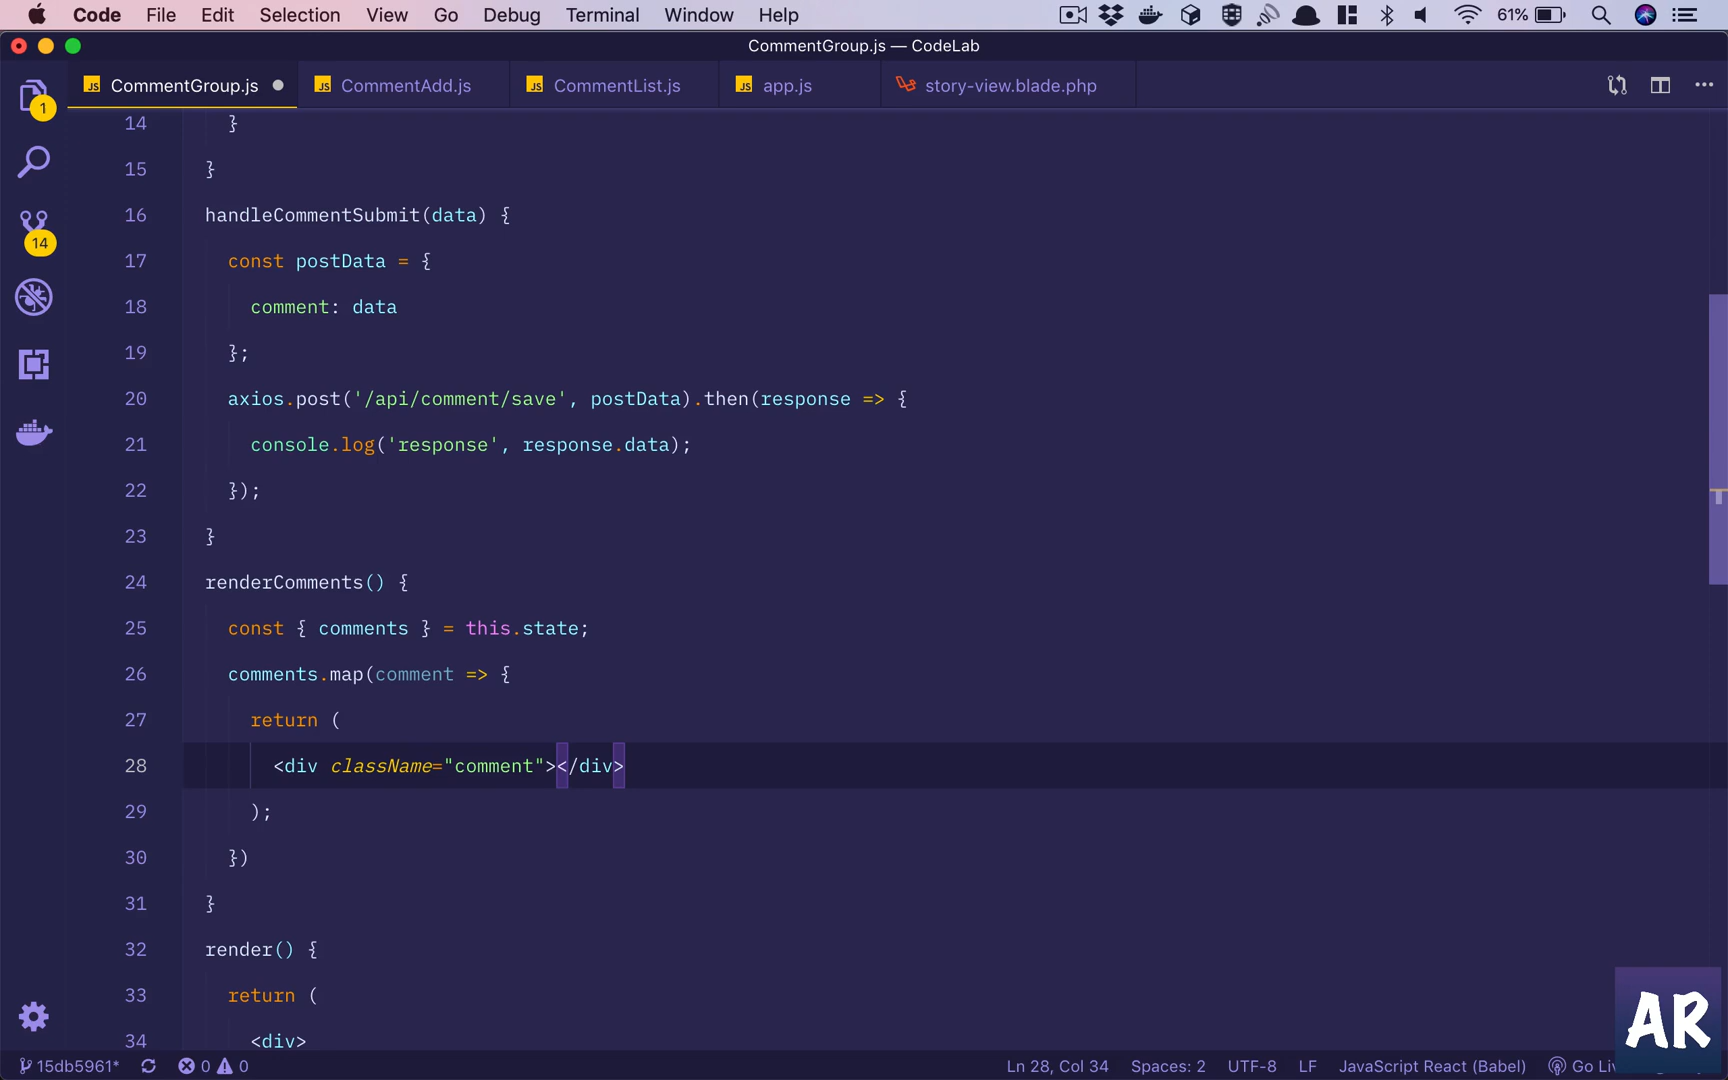 Code File Edit Selection View Go Debug Terminal Window Help 61%
CommentGroup.js — CodeLab
1 JS CommentGroup.js JS CommentAdd.js JS CommentList.js JS app.js story-view.blade.php
14 }
15 }
16 handleCommentSubmit(data) {
17 const postData = {
14
18 comment: data
19 };
20 axios.post('/api/comment/save', postData).then(response => {
21 console.log('response', response.data);
22 });
23 }
24 renderComments() {
25 const { comments } = this.state;
26 comments.map(comment => {
27 return (
28 <div className="comment"></div>
29 );
30 })
31 }
32 render() {
33 return (
34 <div>
AR
15db5961* 0 0 Ln 28, Col 34 Spaces: 2 UTF-8 LF JavaScript React (Babel) Go